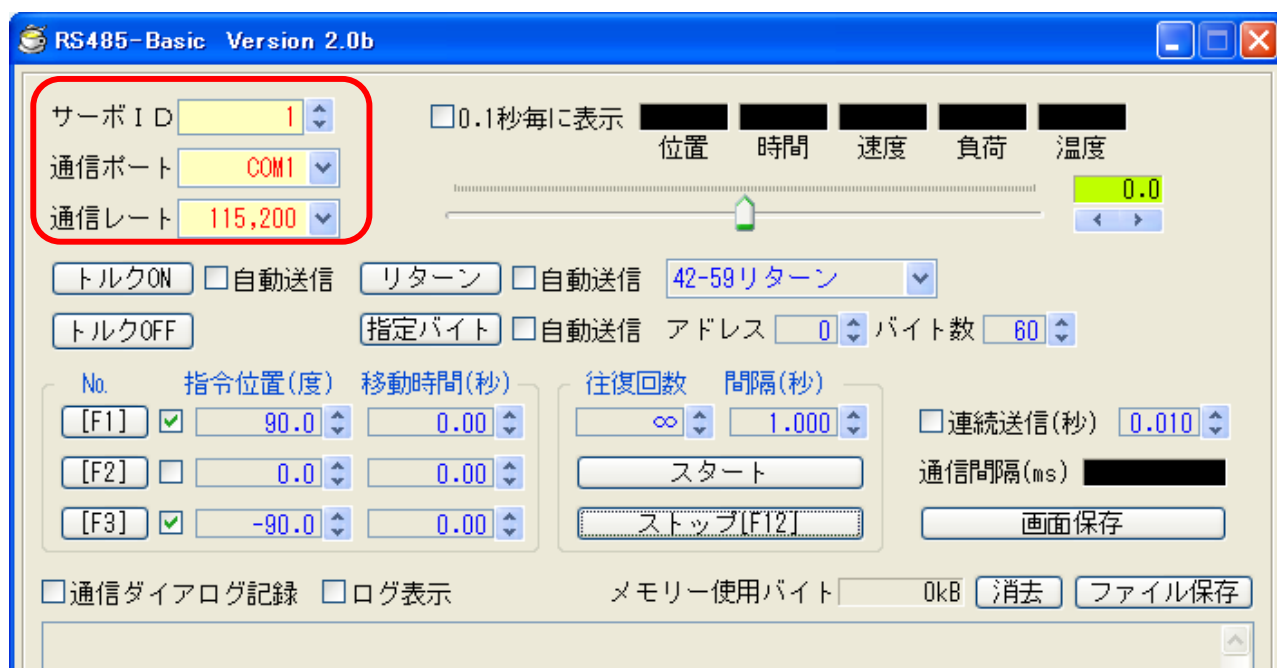 RS485-Basic Version 2.0b
サーボＩＤ 1
通信ポート COM1
通信レート 115,200
0.1秒毎に表示
位置 時間 速度 負荷 温度
0.0
トルクON 自動送信 リターン 自動送信 42-59リターン
トルクOFF 指定バイト 自動送信 アドレス 0 バイト数 60
No. 指令位置(度) 移動時間(秒) 往復回数 間隔(秒)
[F1] 90.0 0.00 ∞ 1.000 連続送信(秒) 0.010
[F2] 0.0 0.00 スタート 通信間隔(ms)
[F3] -90.0 0.00 ストップ[F12] 画面保存
通信ダイアログ記録 ログ表示 メモリー使用バイト 0kB 消去 ファイル保存